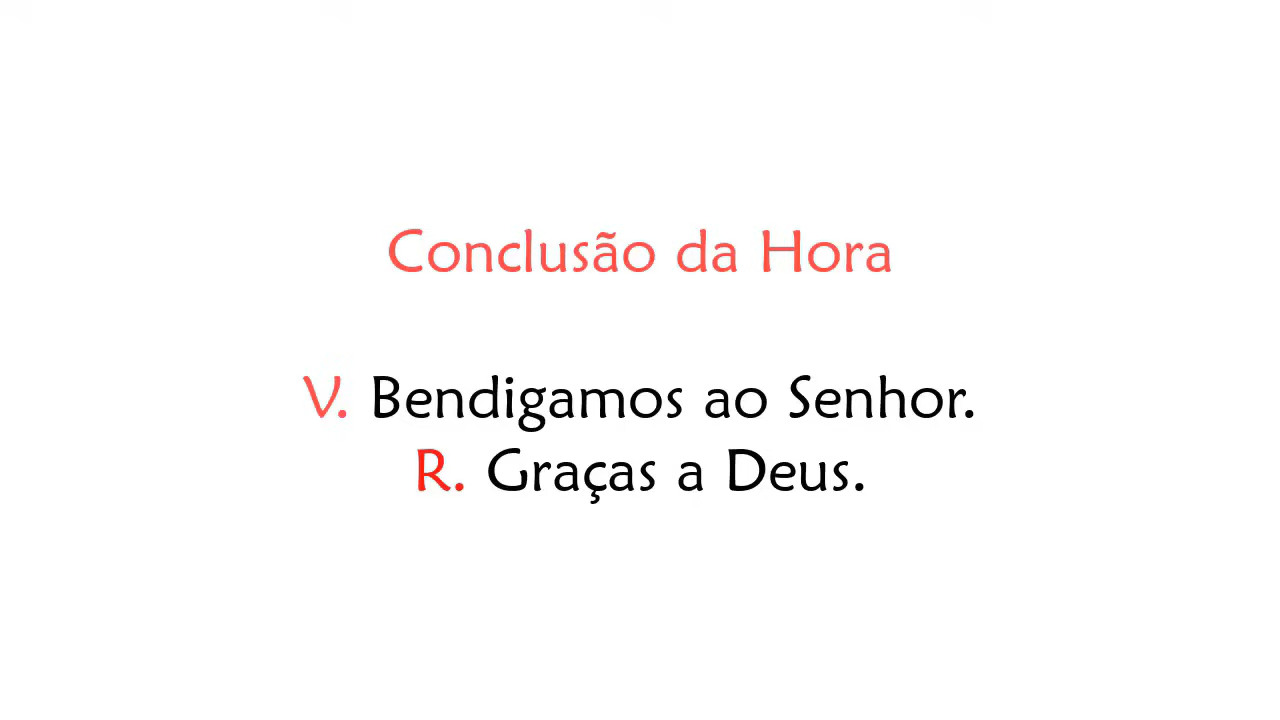 Conclusão da Hora
V. Bendigamos ao Senhor.
R. Graças a Deus.